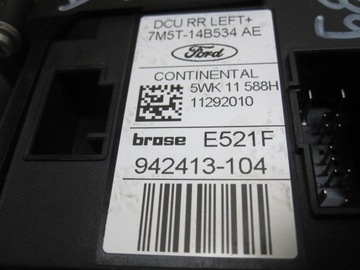 DCU RR LEFT+
7M5T-14B534 AE
Ford
CONTINENTAL
5WK 11 588H
11292010
brose E521F
942413-104